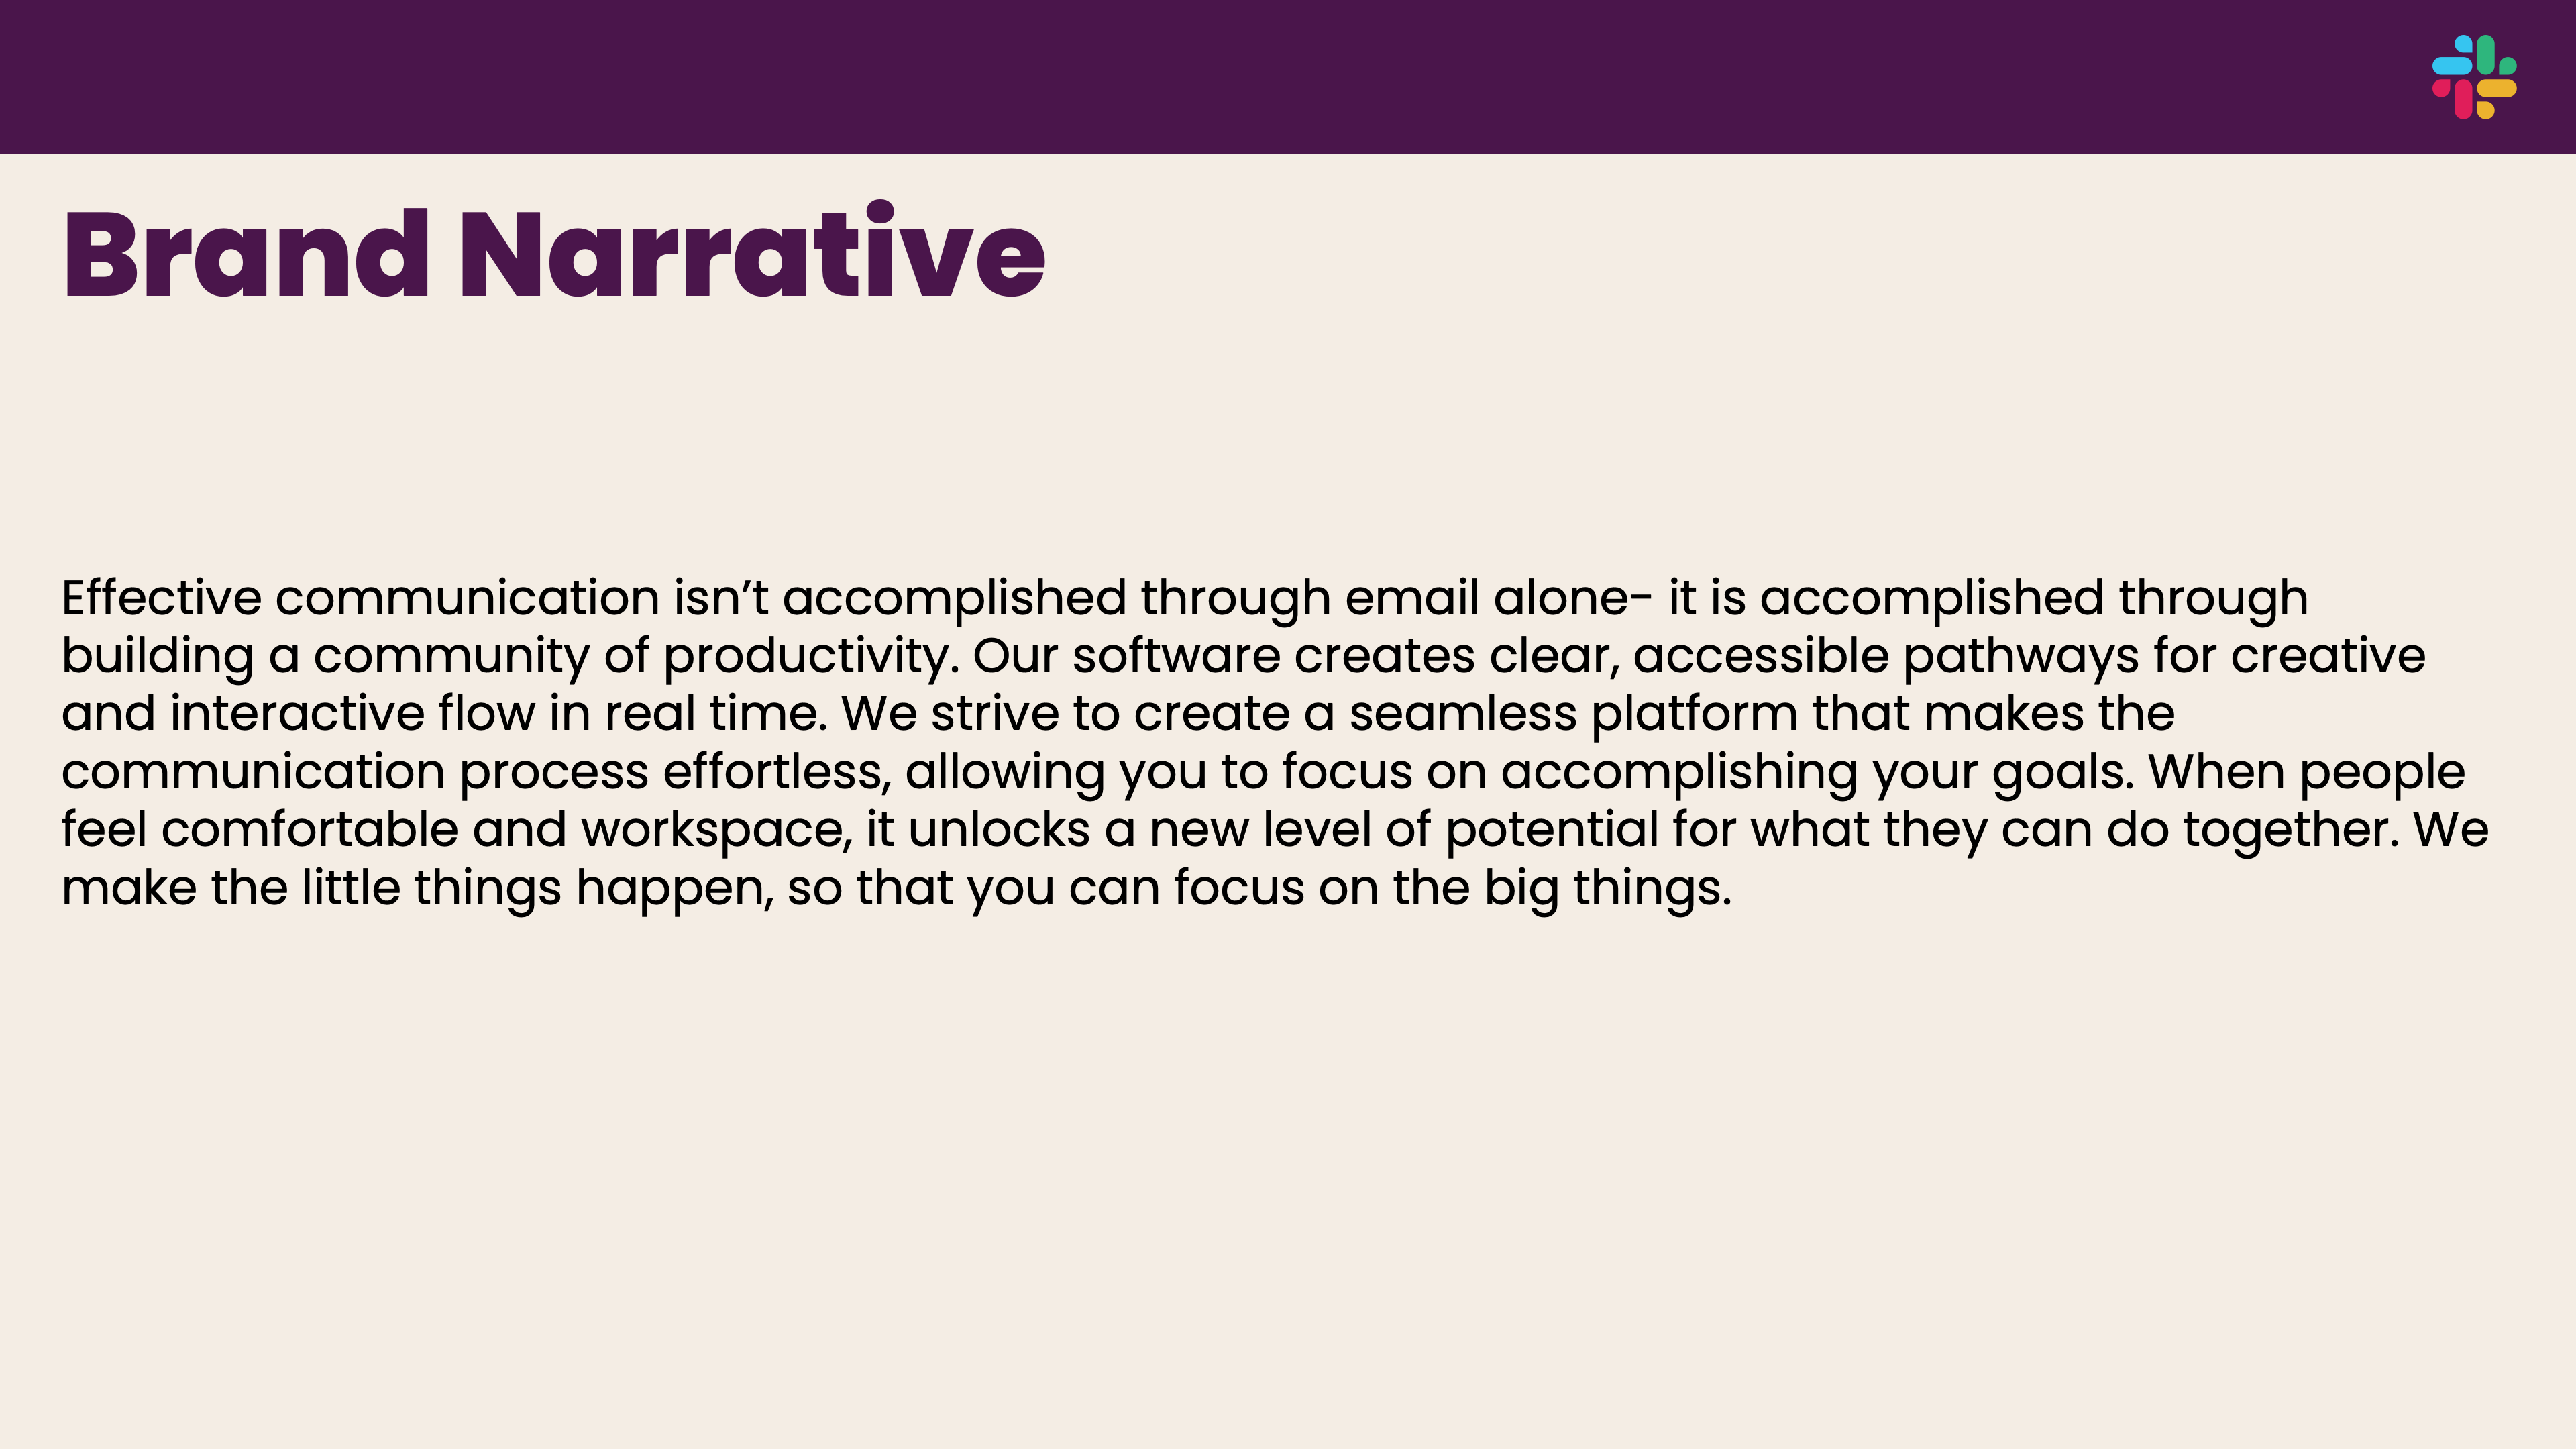 Brand Narrative
Effective communication isn’t accomplished through email alone- it is accomplished through
building a community of productivity. Our software creates clear, accessible pathways for creative
and interactive flow in real time. We strive to create a seamless platform that makes the
communication process effortless, allowing you to focus on accomplishing your goals. When people
feel comfortable and workspace, it unlocks a new level of potential for what they can do together. We
make the little things happen, so that you can focus on the big things.